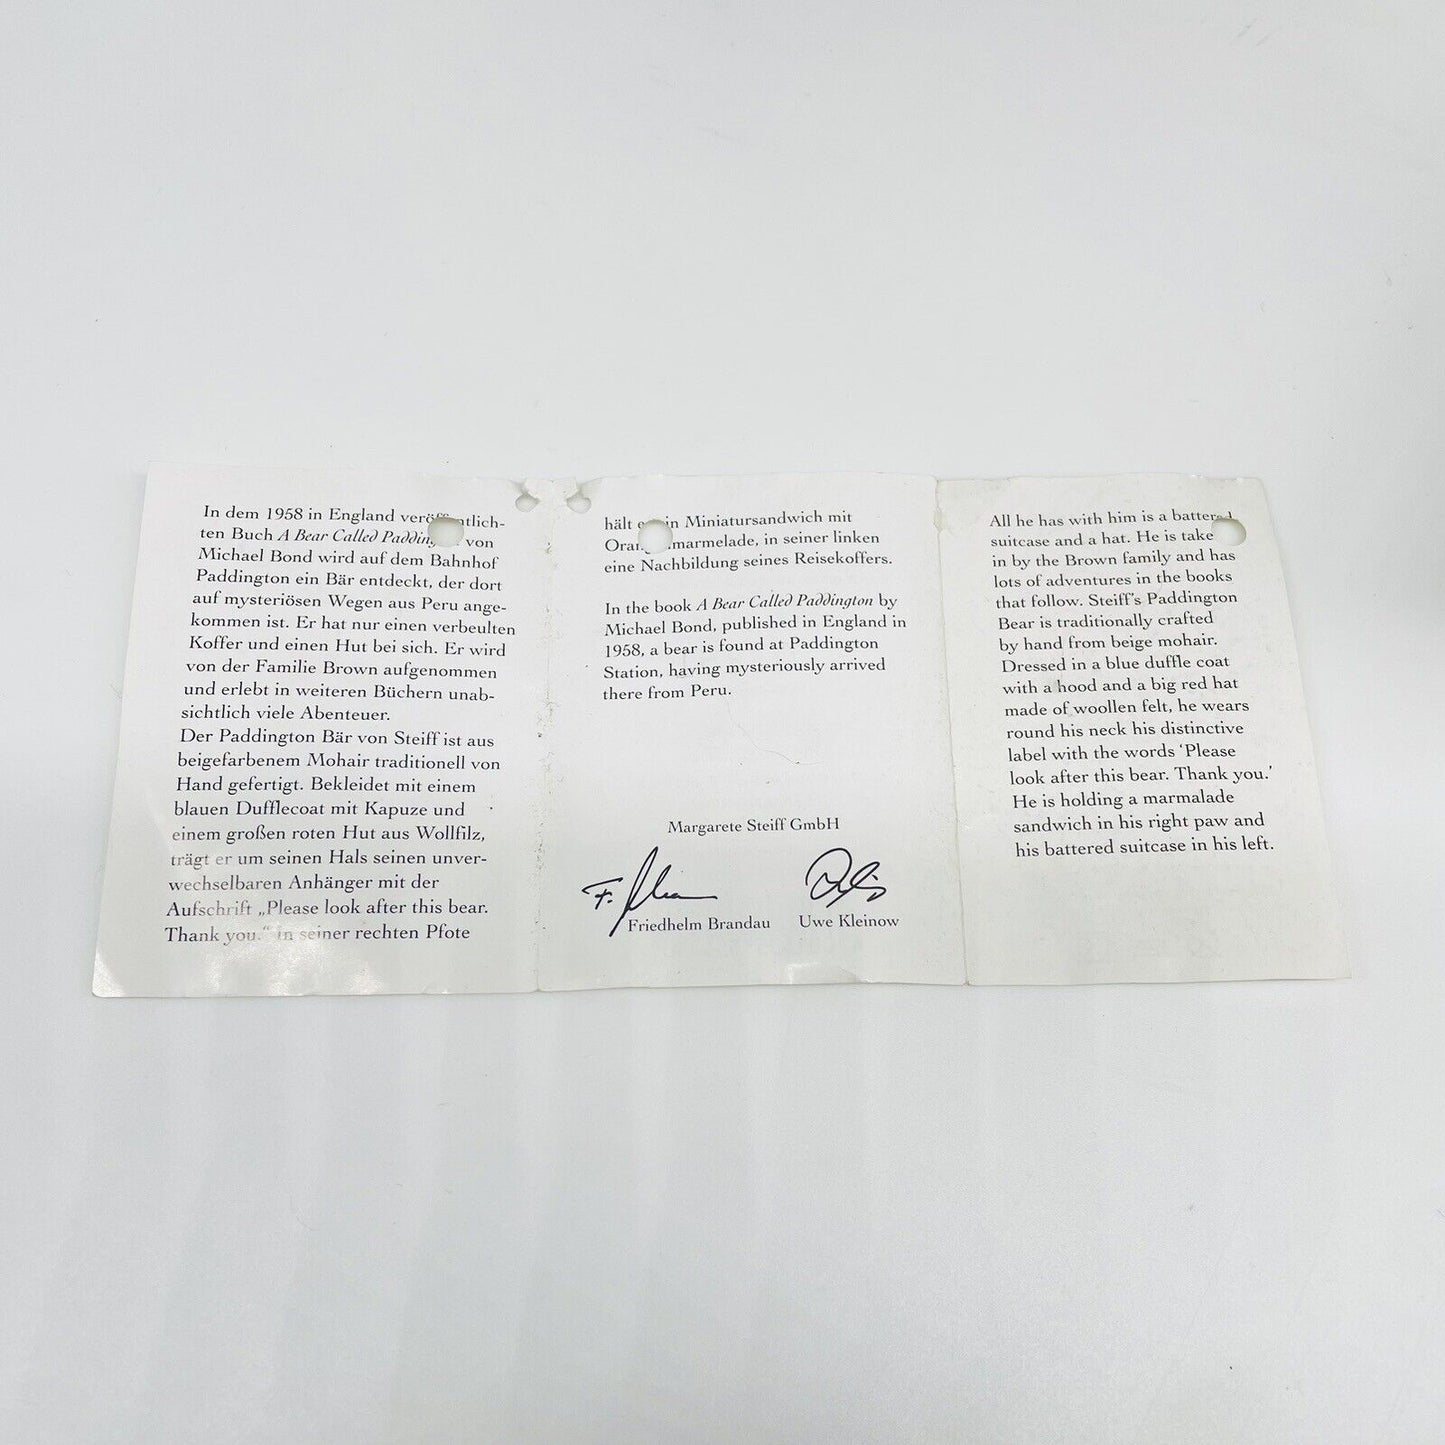 In dem 1958 in England veröffentlich-
ten Buch A Bear Called Paddington von
Michael Bond wird auf dem Bahnhof
Paddington ein Bär entdeckt, der dort
auf mysteriösen Wegen aus Peru ange-
kommen ist. Er hat nur einen verbeulten
Koffer und einen Hut bei sich. Er wird
von der Familie Brown aufgenommen
und erlebt in weiteren Büchern unab-
sichtlich viele Abenteuer.
Der Paddington Bär von Steiff ist aus
beigefarbenem Mohair traditionell von
Hand gefertigt. Bekleidet mit einem
blauen Dufflecoat mit Kapuze und
einem großen roten Hut aus Wollfilz,
trägt er um seinen Hals seinen unver-
wechselbaren Anhänger mit der
Aufschrift „Please look after this bear.
Thank you.“ in seiner rechten Pfote
hält er ein Miniatursandwich mit
Orangenmarmelade, in seiner linken
eine Nachbildung seines Reisekoffers.
In the book A Bear Called Paddington by
Michael Bond, published in England in
1958, a bear is found at Paddington
Station, having mysteriously arrived
there from Peru.
Margarete Steiff GmbH
Friedhelm Brandau Uwe Kleinow
All he has with him is a battered
suitcase and a hat. He is take
in by the Brown family and has
lots of adventures in the books
that follow. Steiff's Paddington
Bear is traditionally crafted
by hand from beige mohair.
Dressed in a blue duffle coat
with a hood and a big red hat
made of woollen felt, he wears
round his neck his distinctive
label with the words ‘Please
look after this bear. Thank you.’
He is holding a marmalade
sandwich in his right paw and
his battered suitcase in his left.